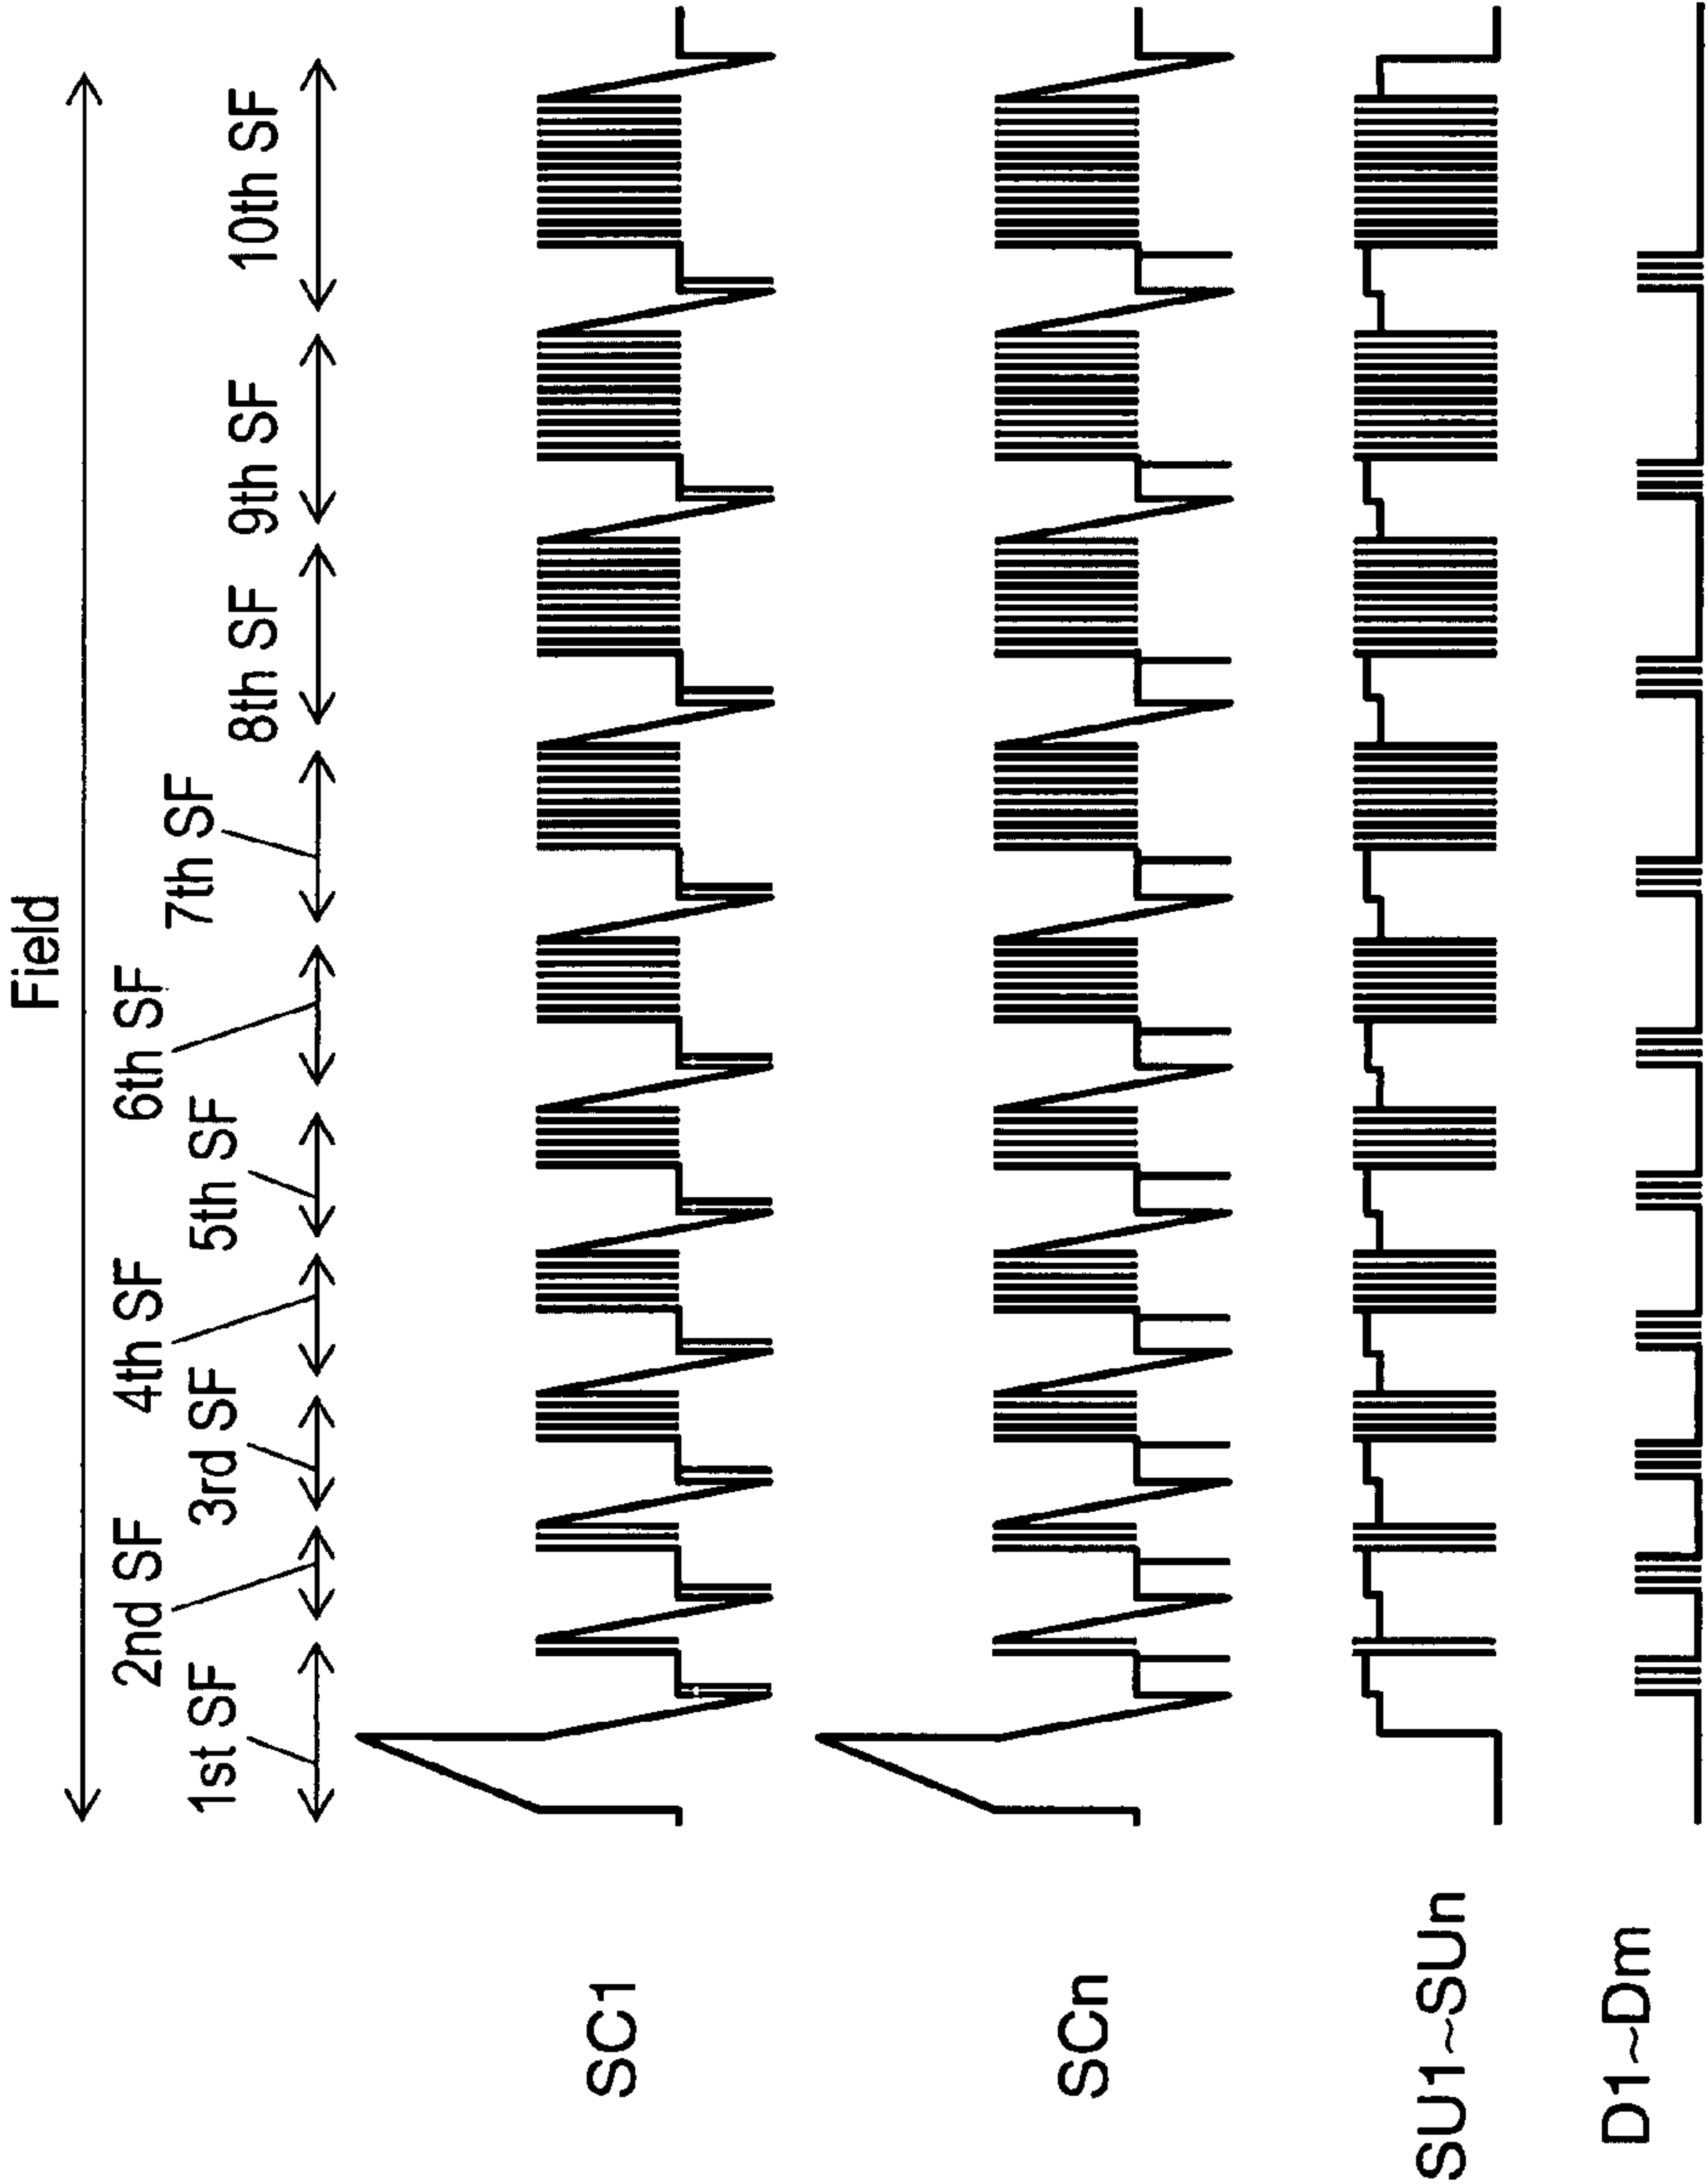 Field
1st SF
2nd SF
3rd SF
4th SF
5th SF
6th SF
7th SF
8th SF
9th SF
10th SF
SC1
SCn
SU1~SUn
D1~Dm